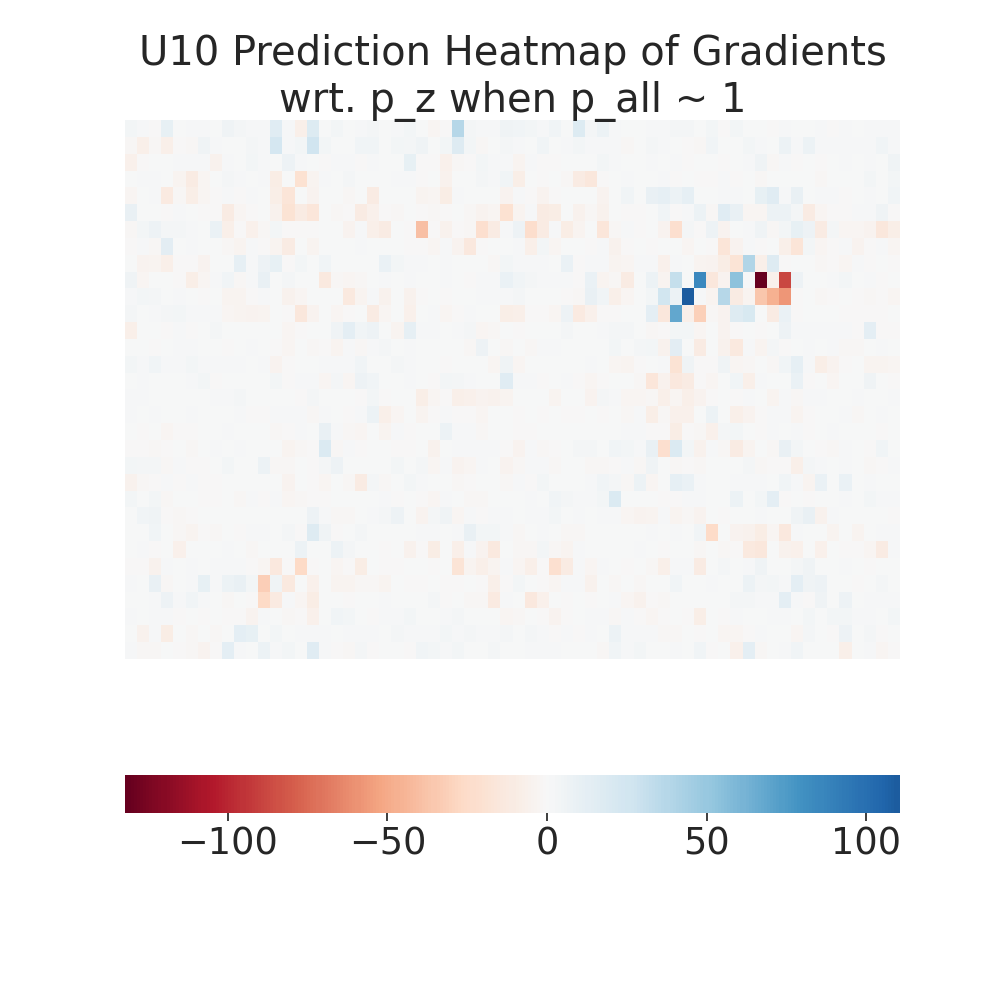 U10 Prediction Heatmap of Gradients
wrt. p_z when p_all ~ 1
−100 −50 0 50 100